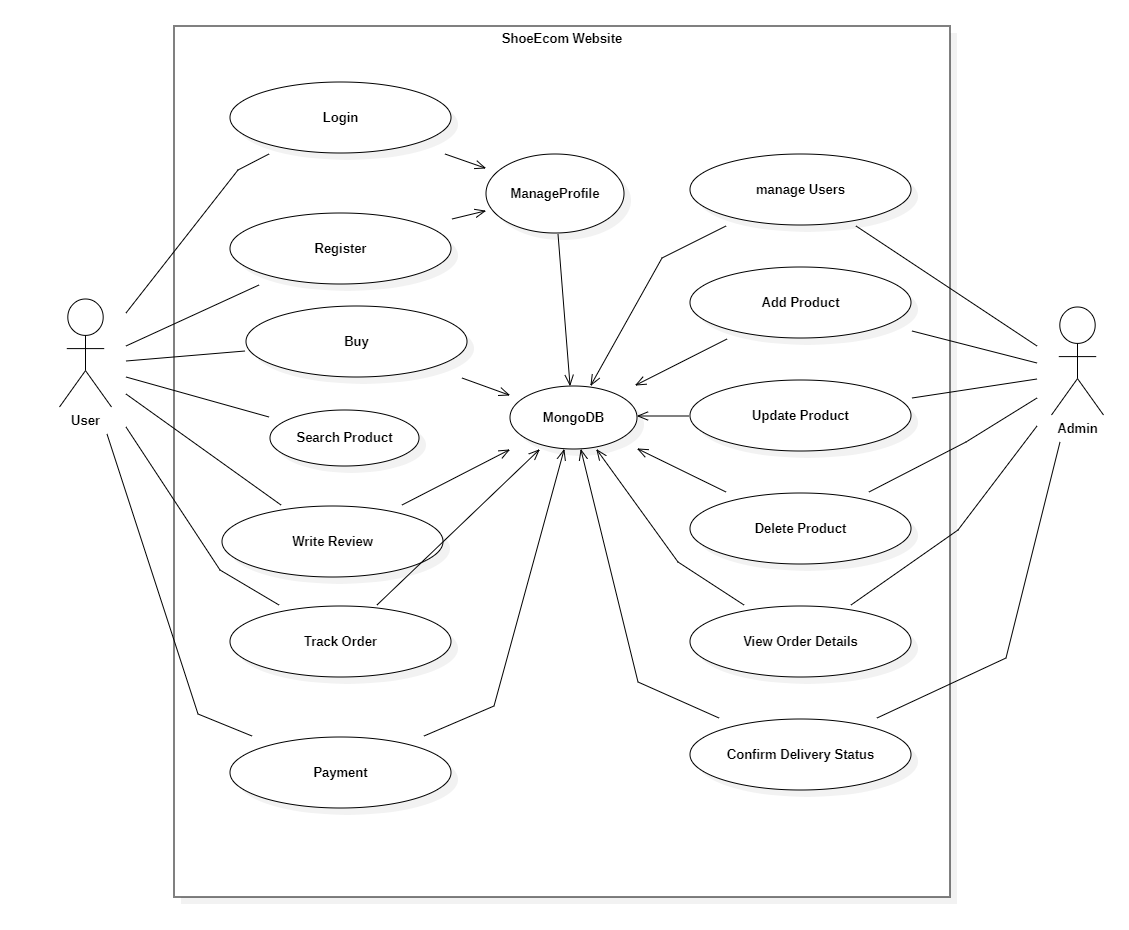 ShoeEcom Website
Login
ManageProfile
manage Users
Register
Add Product
Buy
Update Product
MongoDB
User
Admin
Search Product
Write Review
Delete Product
Track Order
View Order Details
Payment
Confirm Delivery Status